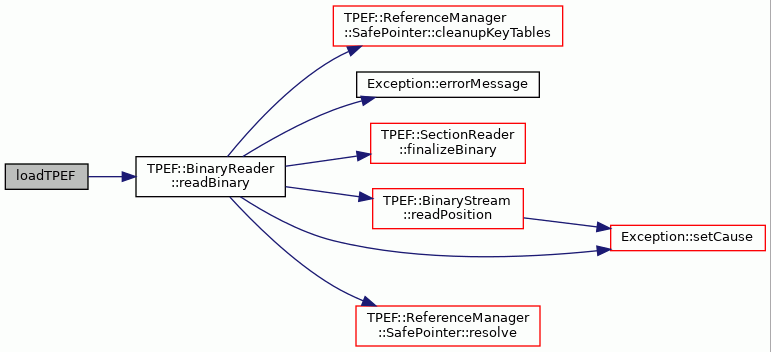 loadTPEF
TPEF::BinaryReader
::readBinary
TPEF::ReferenceManager
::SafePointer::cleanupKeyTables
Exception::errorMessage
TPEF::SectionReader
::finalizeBinary
TPEF::BinaryStream
::readPosition
Exception::setCause
TPEF::ReferenceManager
::SafePointer::resolve